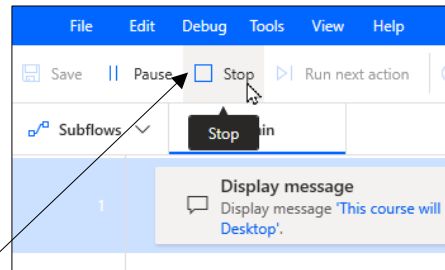 File Edit Debug Tools View Help
Save Pause Stop Run next action
Subflows
Stop
1 Display message
Display message 'This course will
Desktop'.